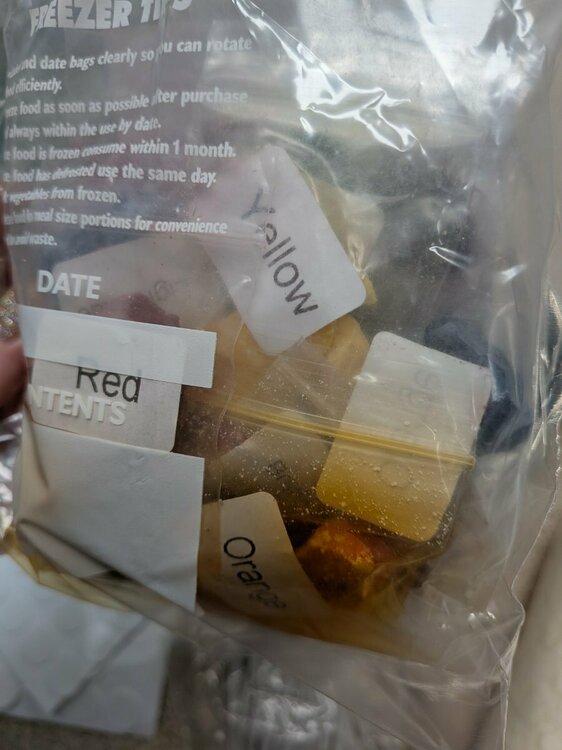 FREEZER TIPS
and date bags clearly so you can rotate
efficiently.
food as soon as possible after purchase
always within the use by date.
food is frozen consume within 1 month.
food has defrosted use the same day.
vegetables from frozen.
meal size portions for convenience
waste.
Yellow
DATE
Red
NTENTS
Orange